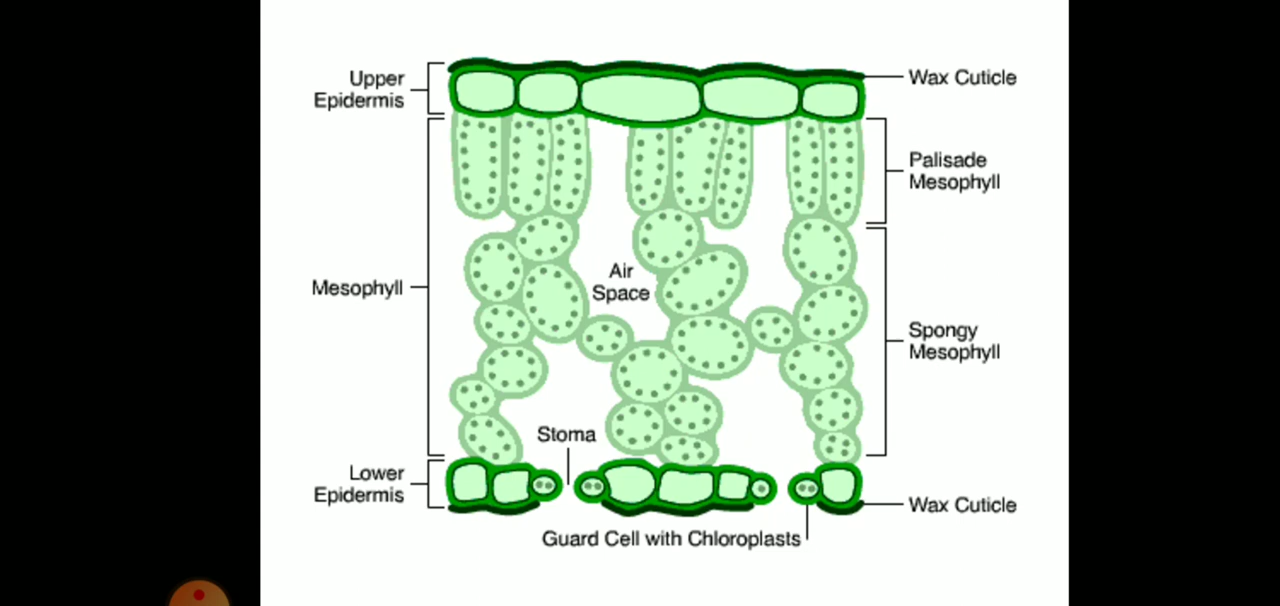 Upper
Epidermis
Wax Cuticle
Palisade
Mesophyll
Mesophyll
Air
Space
Spongy
Mesophyll
Stoma
Lower
Epidermis
Wax Cuticle
Guard Cell with Chloroplasts